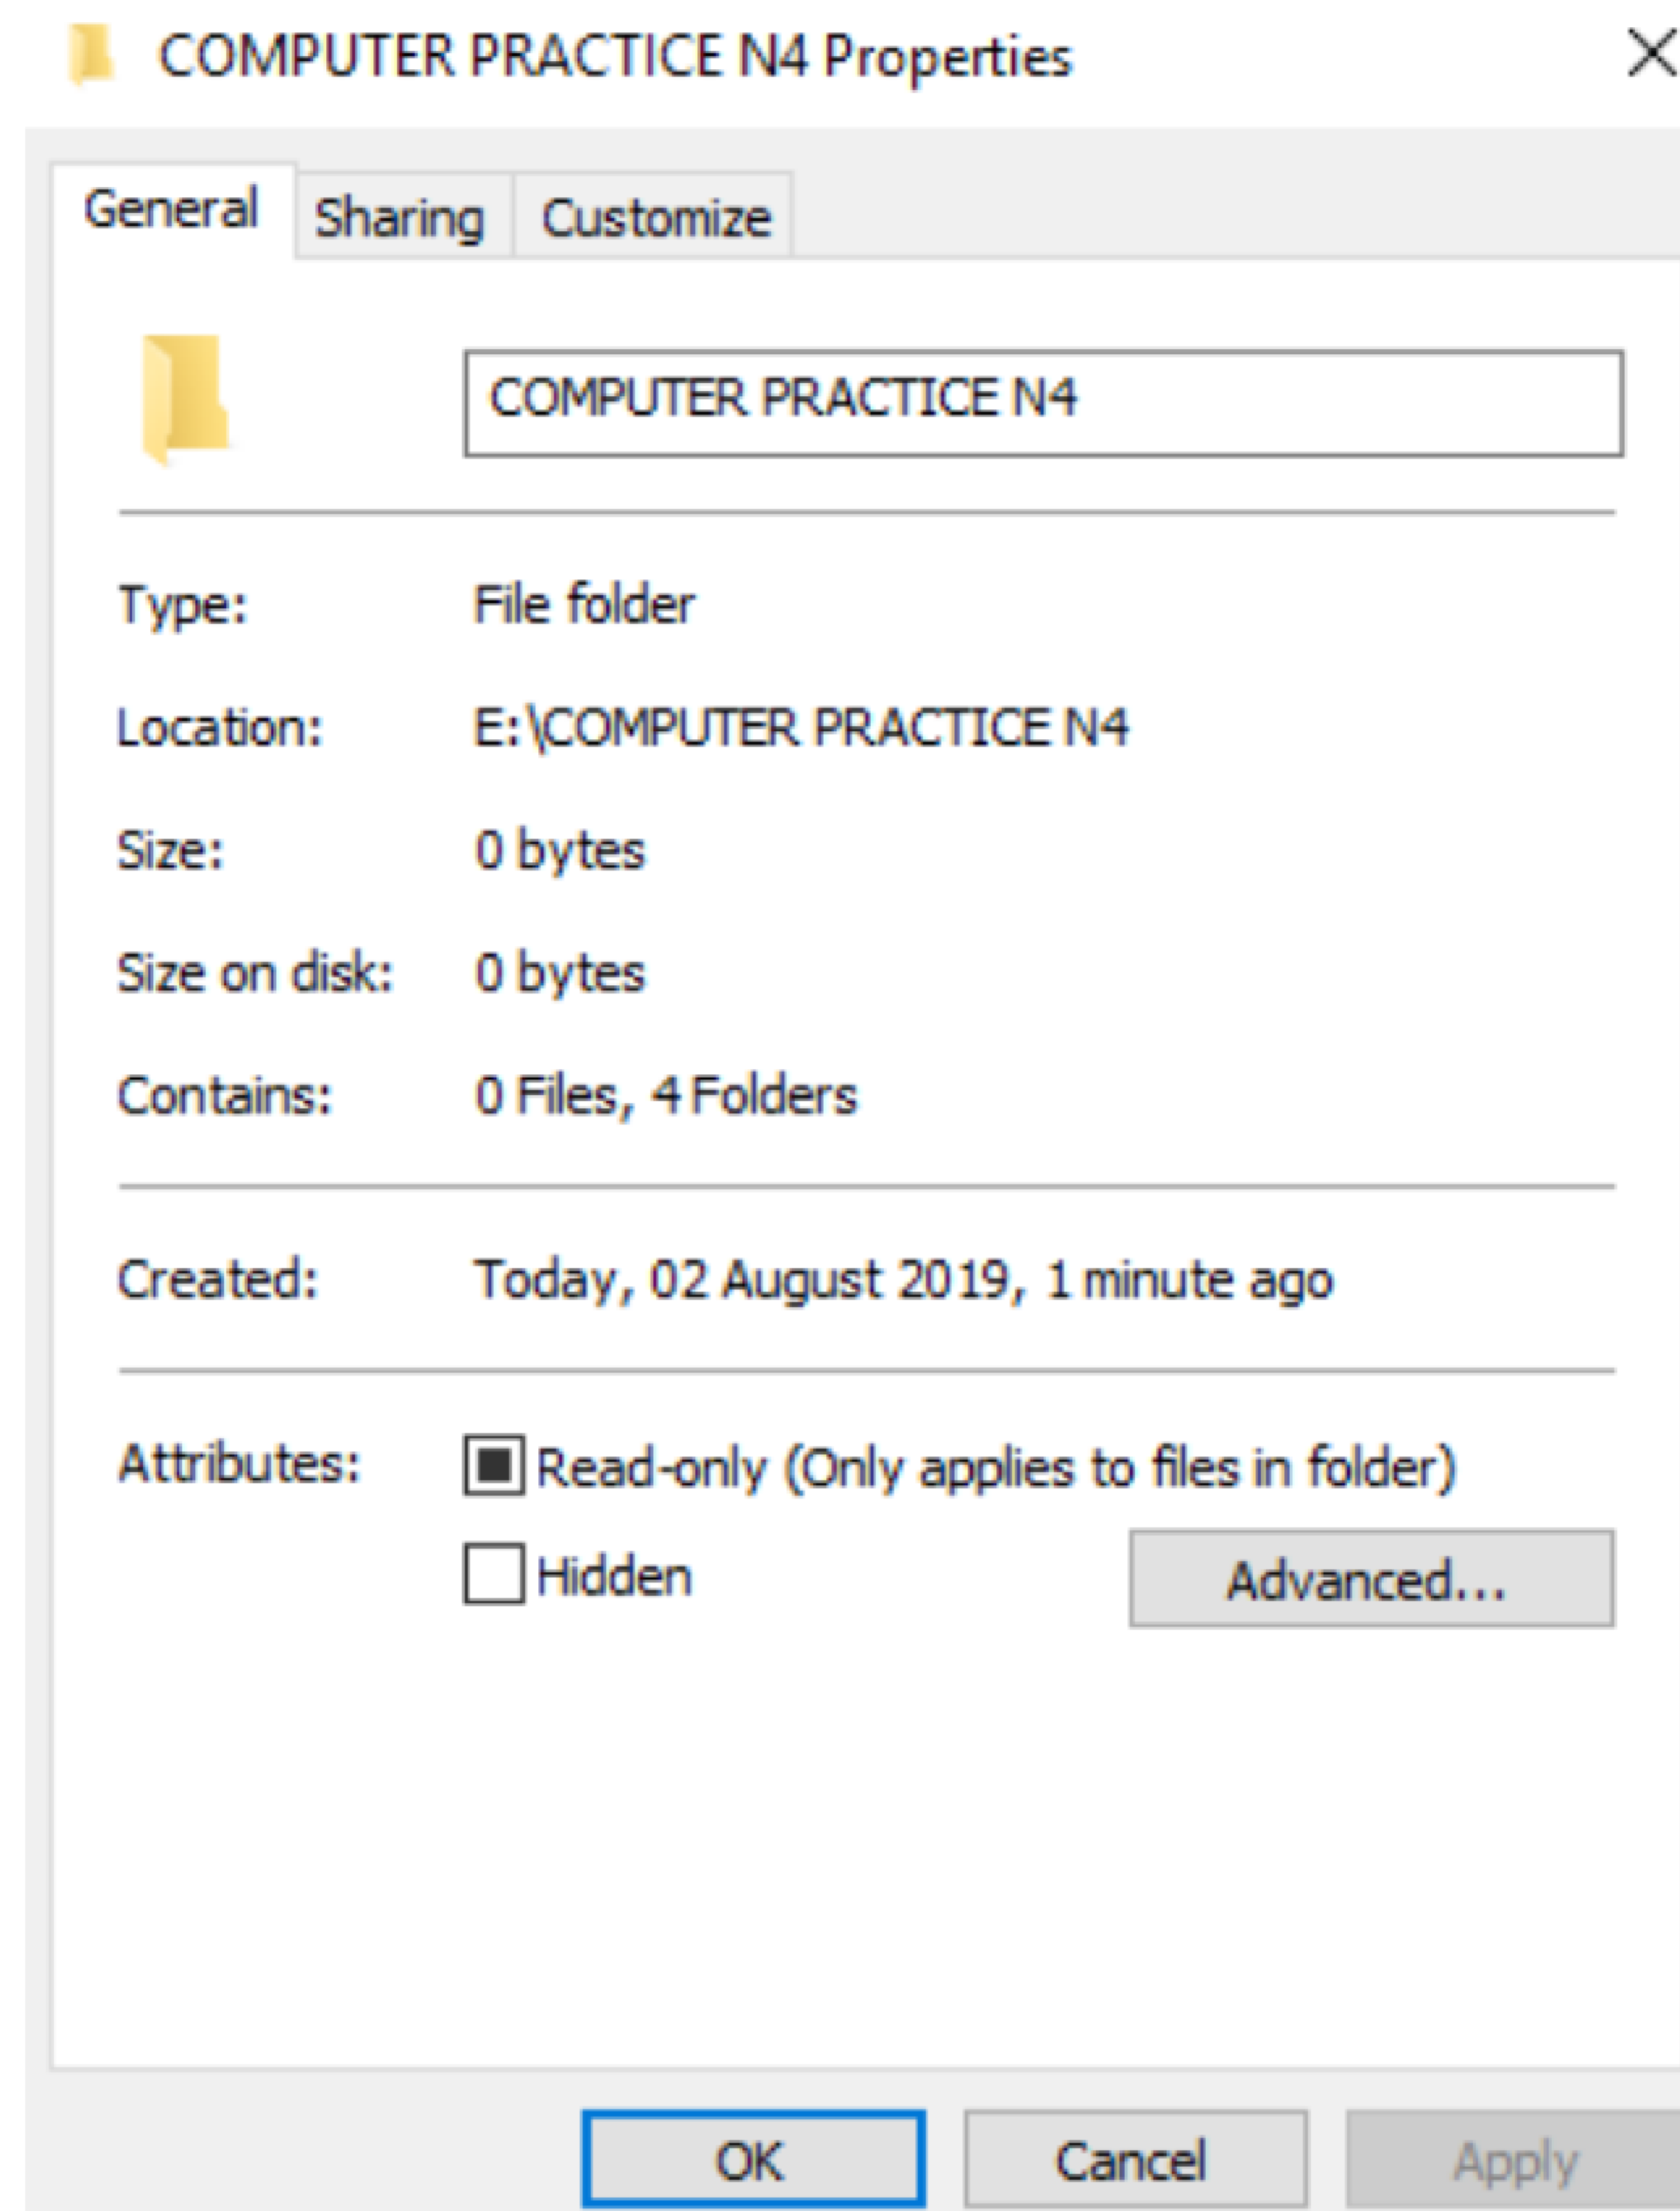 COMPUTER PRACTICE N4 Properties
General Sharing Customize
COMPUTER PRACTICE N4
Type: File folder
Location: E:\COMPUTER PRACTICE N4
Size: 0 bytes
Size on disk: 0 bytes
Contains: 0 Files, 4 Folders
Created: Today, 02 August 2019, 1 minute ago
Attributes: Read-only (Only applies to files in folder)
Hidden Advanced...
OK Cancel Apply